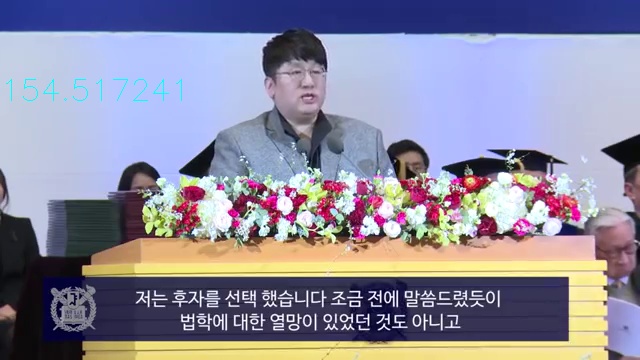 154.517241
저는 후자를 선택 했습니다 조금 전에 말씀드렸듯이
법학에 대한 열망이 있었던 것도 아니고